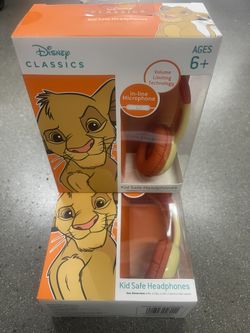 Disney
CLASSICS
AGES
6+
Volume
Limiting
Technology
in-line
Microphone
Kid Safe Headphones
Kid Safe Headphones